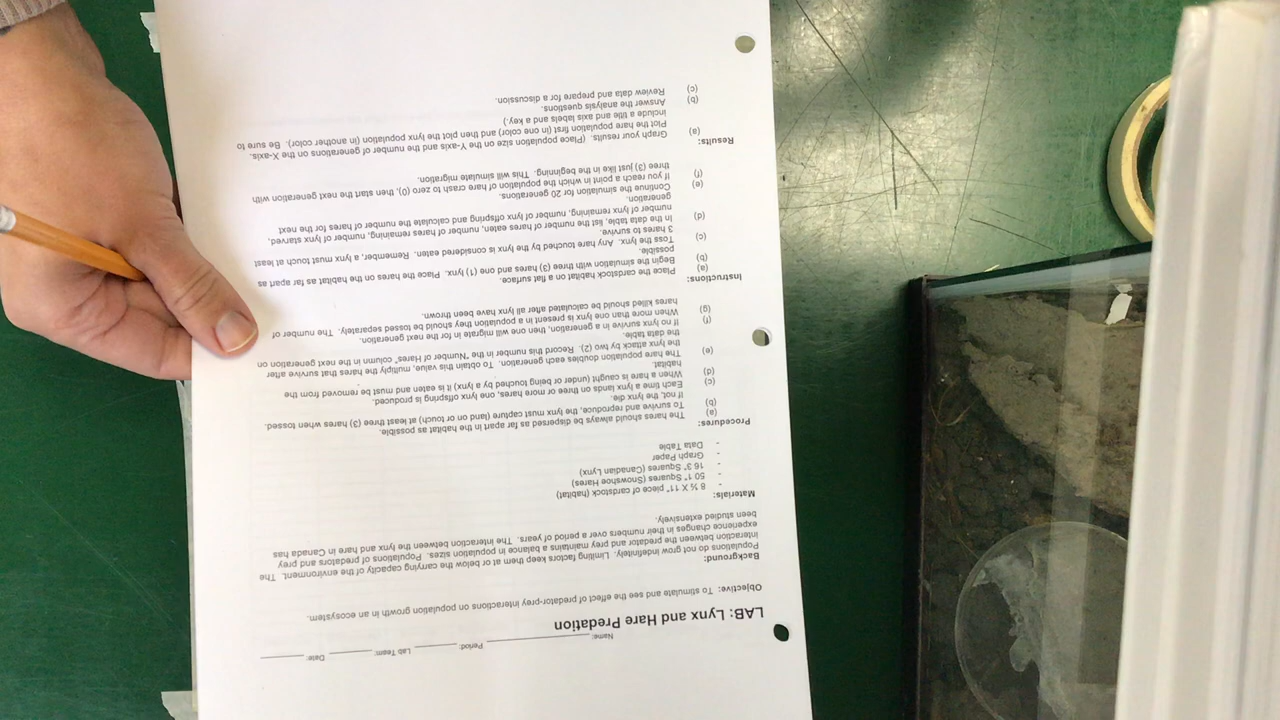 Name: Period: Lab Team: Date:
LAB: Lynx and Hare Predation
Objective: To stimulate and see the effect of predator-prey interactions on population growth in an ecosystem.
Background:
Populations do not grow indefinitely. Limiting factors keep them at or below the carrying capacity of the environment. The
interaction between the predator and prey maintains a balance in population sizes. Populations of predators and prey
experience changes in their numbers over a period of years. The interaction between the lynx and hare in Canada has
been studied extensively.
Materials:
- 8 ½ X 11" piece of cardstock (habitat)
- 50 1" Squares (Snowshoe Hares)
- 16 3" Squares (Canadian Lynx)
- Graph Paper
- Data Table
Procedures:
(a) The hares should always be dispersed as far apart in the habitat as possible.
(b) To survive and reproduce, the lynx must capture (land on or touch) at least three (3) hares when tossed.
If not, the lynx die.
(c) Each time a lynx lands on three or more hares, one lynx offspring is produced.
(d) When a hare is caught (under or being touched by a lynx) it is eaten and must be removed from the
habitat.
(e) The hare population doubles each generation. To obtain this value, multiply the hares that survive after
the lynx attack by two (2). Record this number in the "Number of Hares" column in the next generation on
the data table.
(f) If no lynx survive in a generation, then one will migrate in for the next generation.
(g) When more than one lynx is present in a population they should be tossed separately. The number of
hares killed should be calculated after all lynx have been thrown.
Instructions:
(a) Place the cardstock habitat on a flat surface.
(b) Begin the simulation with three (3) hares and one (1) lynx. Place the hares on the habitat as far apart as
possible.
(c) Toss the lynx. Any hare touched by the lynx is considered eaten. Remember, a lynx must touch at least
3 hares to survive.
(d) In the data table, list the number of hares eaten, number of hares remaining, number of lynx starved,
number of lynx remaining, number of lynx offspring and calculate the number of hares for the next
generation.
(e) Continue the simulation for 20 generations.
(f) If you reach a point in which the population of hare crash to zero (0), then start the next generation with
three (3) just like in the beginning. This will simulate migration.
Results:
(a) Graph your results. (Place population size on the Y-axis and the number of generations on the X-axis.
Plot the hare population first (in one color) and then plot the lynx population (in another color). Be sure to
include a title and axis labels and a key.)
(b) Answer the analysis questions.
(c) Review data and prepare for a discussion.